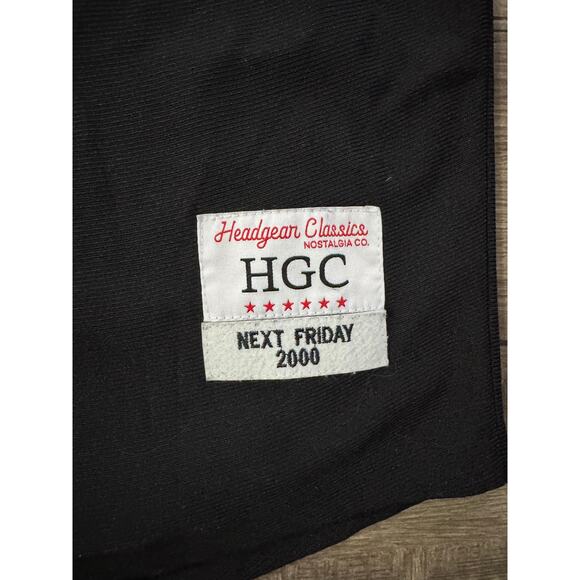 Headgear Classics
NOSTALGIA CO.
HGC
NEXT FRIDAY
2000